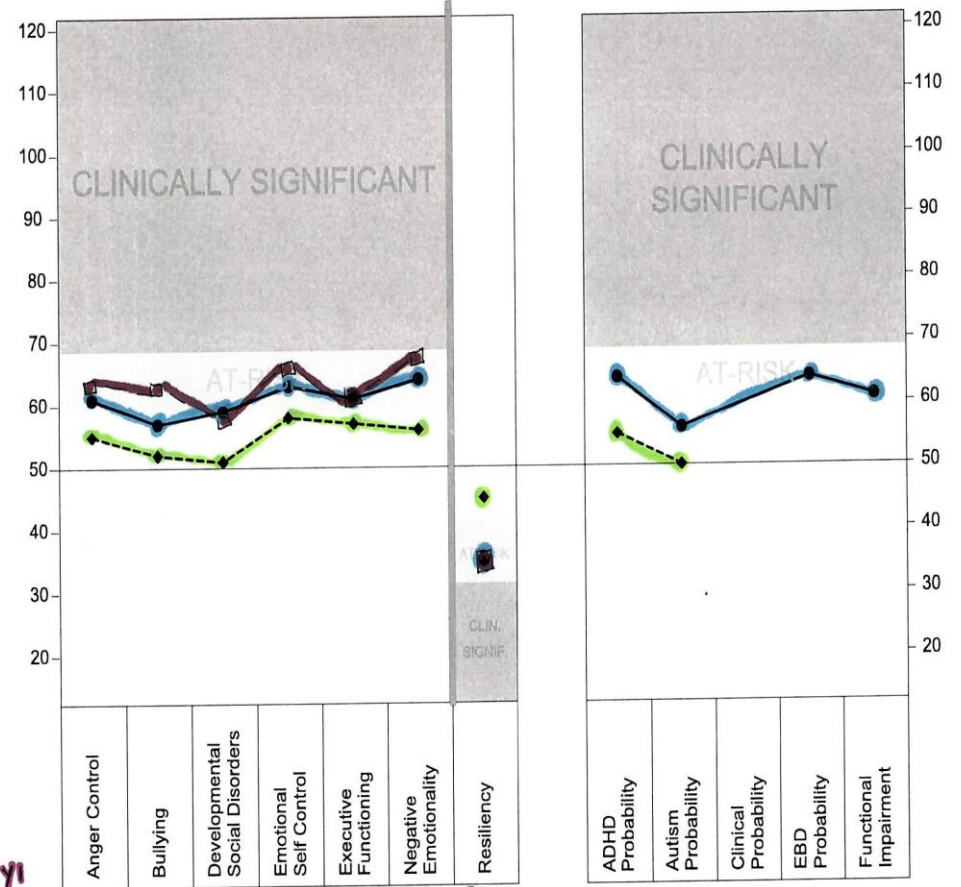 120
110
100
90
80
70
60
50
40
30
20
CLINICALLY SIGNIFICANT
AT-RISK
CLIN.
SIGNIF.
CLINICALLY
SIGNIFICANT
AT-RISK
120
110
100
90
80
70
60
50
40
30
20
Anger Control
Bullying
Developmental
Social Disorders
Emotional
Self Control
Executive
Functioning
Negative
Emotionality
Resiliency
ADHD
Probability
Autism
Probability
Clinical
Probability
EBD
Probability
Functional
Impairment